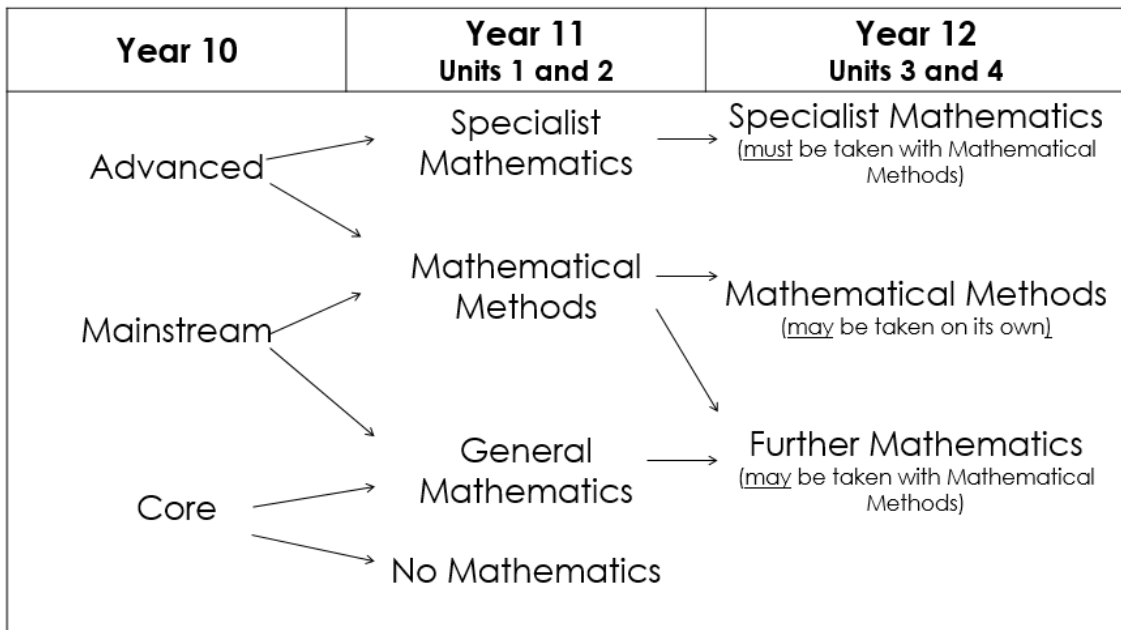 Year 10
Year 11
Units 1 and 2
Year 12
Units 3 and 4
Advanced
Specialist
Mathematics
Specialist Mathematics
(must be taken with Mathematical
Methods)
Mainstream
Mathematical
Methods
Mathematical Methods
(may be taken on its own)
Core
General
Mathematics
Further Mathematics
(may be taken with Mathematical
Methods)
No Mathematics